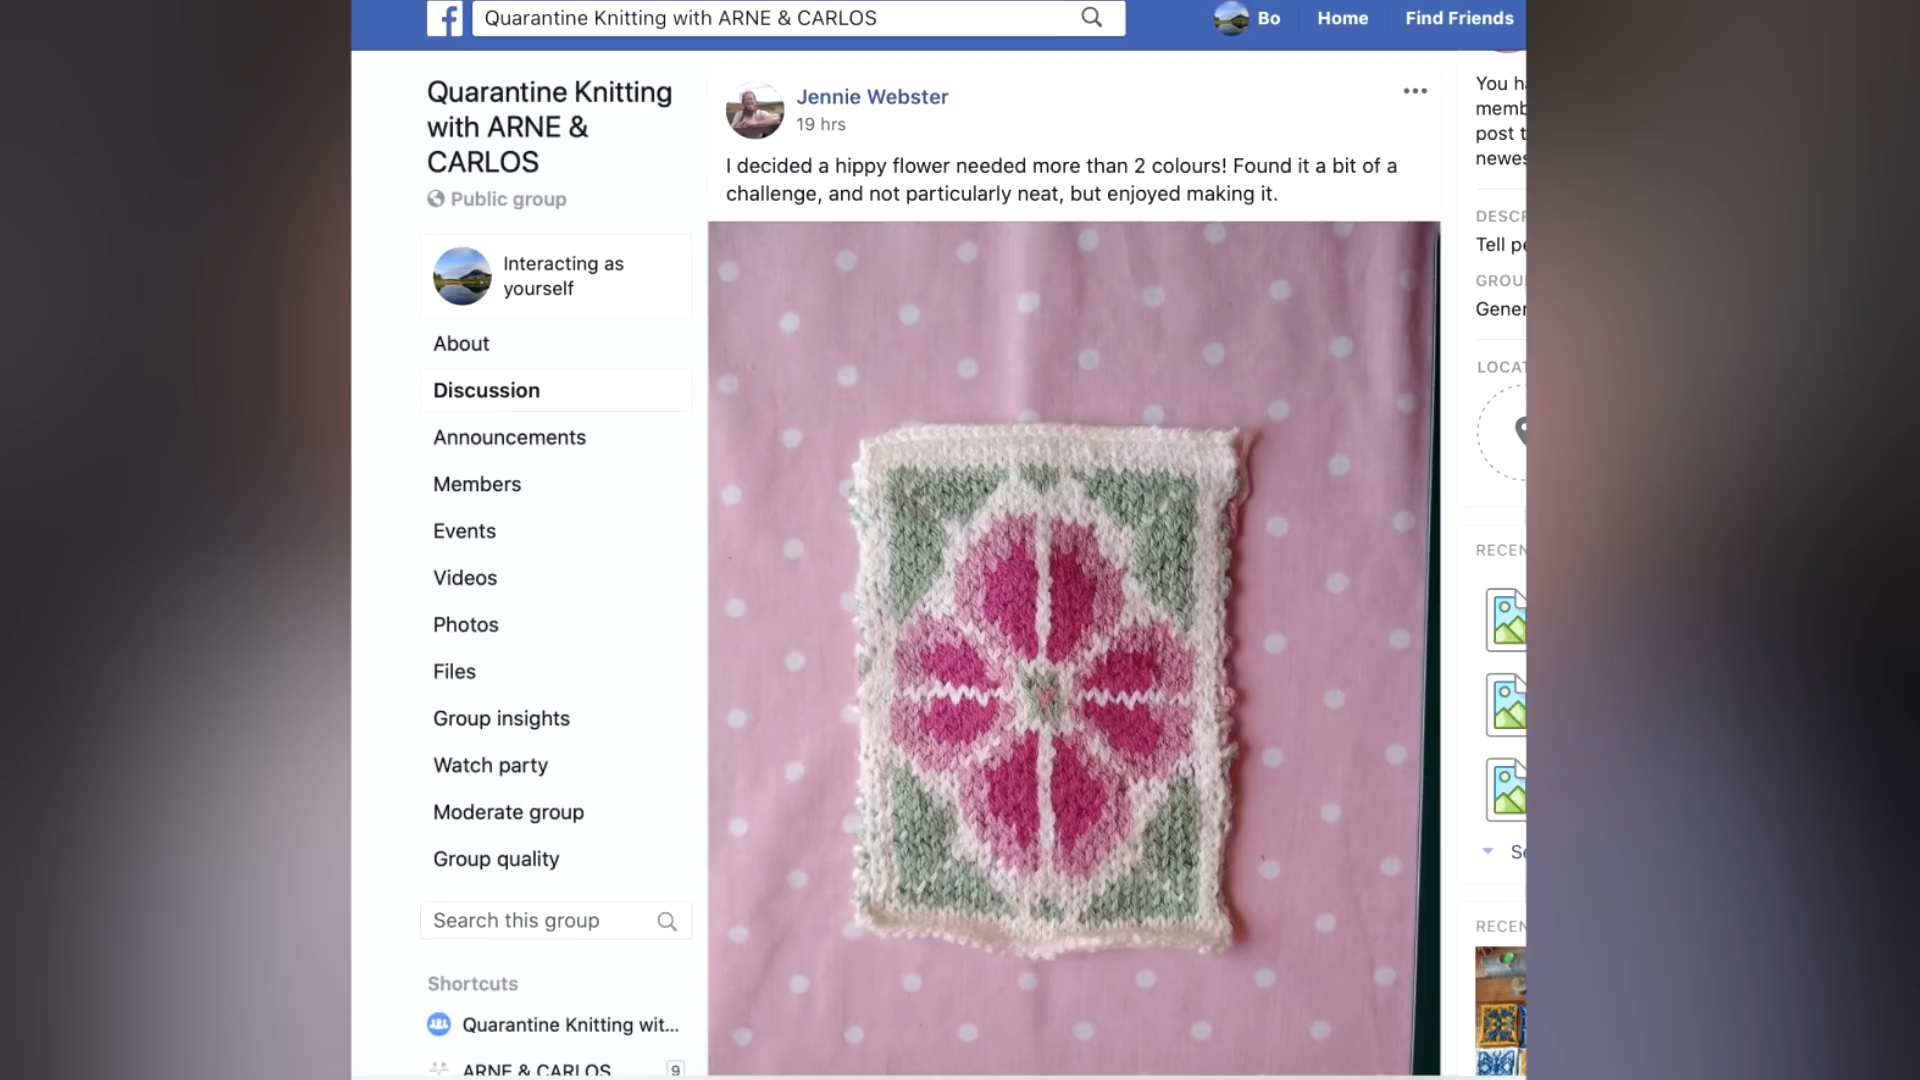 Quarantine Knitting with ARNE & CARLOS
Bo
Home
Find Friends
Quarantine Knitting
with ARNE &
CARLOS
Public group
Interacting as
yourself
About
Discussion
Announcements
Members
Events
Videos
Photos
Files
Group insights
Watch party
Moderate group
Group quality
Search this group
Shortcuts
Quarantine Knitting wit...
ARNE & CARLOS
9
Jennie Webster
19 hrs
I decided a hippy flower needed more than 2 colours! Found it a bit of a
challenge, and not particularly neat, but enjoyed making it.
You
post
Tell